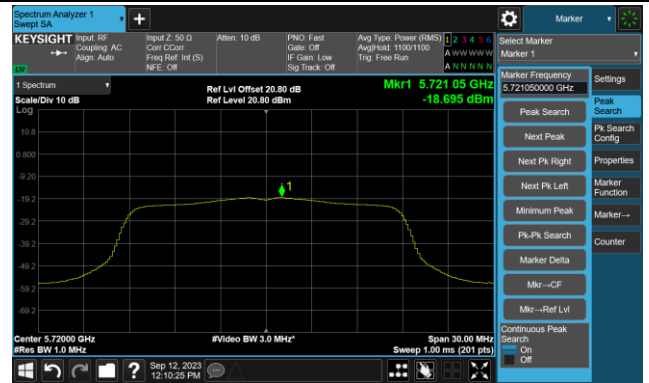 Spectrum Analyzer 1
Swept SA
Marker
KEYSIGHT
Input: RF
Coupling: AC
Align: Auto
Input Z: 50 Ω
Corr CCorr
Freq Ref: Int (S)
NFE: Off
Atten: 10 dB
PNO: Fast
Gate: Off
IF Gain: Low
Sig Track: Off
Avg Type: Power (RMS)
Avg|Hold: 1100/1100
Trig: Free Run
1 2 3 4 5 6
A W W W W W
A N N N N N
Select Marker
Marker 1
1 Spectrum
Scale/Div 10 dB
Log
Ref Lvl Offset 20.80 dB
Ref Level 20.80 dBm
Mkr1 5.721 05 GHz
-18.695 dBm
10.8
0.800
-9.20
-19.2
-29.2
-39.2
-49.2
-59.2
-69.2
1
Center 5.72000 GHz
#Res BW 1.0 MHz
#Video BW 3.0 MHz*
Span 30.00 MHz
Sweep 1.00 ms (201 pts)
Marker Frequency
5.721050000 GHz
Peak Search
Next Peak
Next Pk Right
Next Pk Left
Minimum Peak
Pk-Pk Search
Marker Delta
Mkr→CF
Mkr→Ref Lvl
Continuous Peak
Search
On
Off
Settings
Peak
Search
Pk Search
Config
Properties
Marker
Function
Marker→
Counter
?
Sep 12, 2023
12:10:25 PM